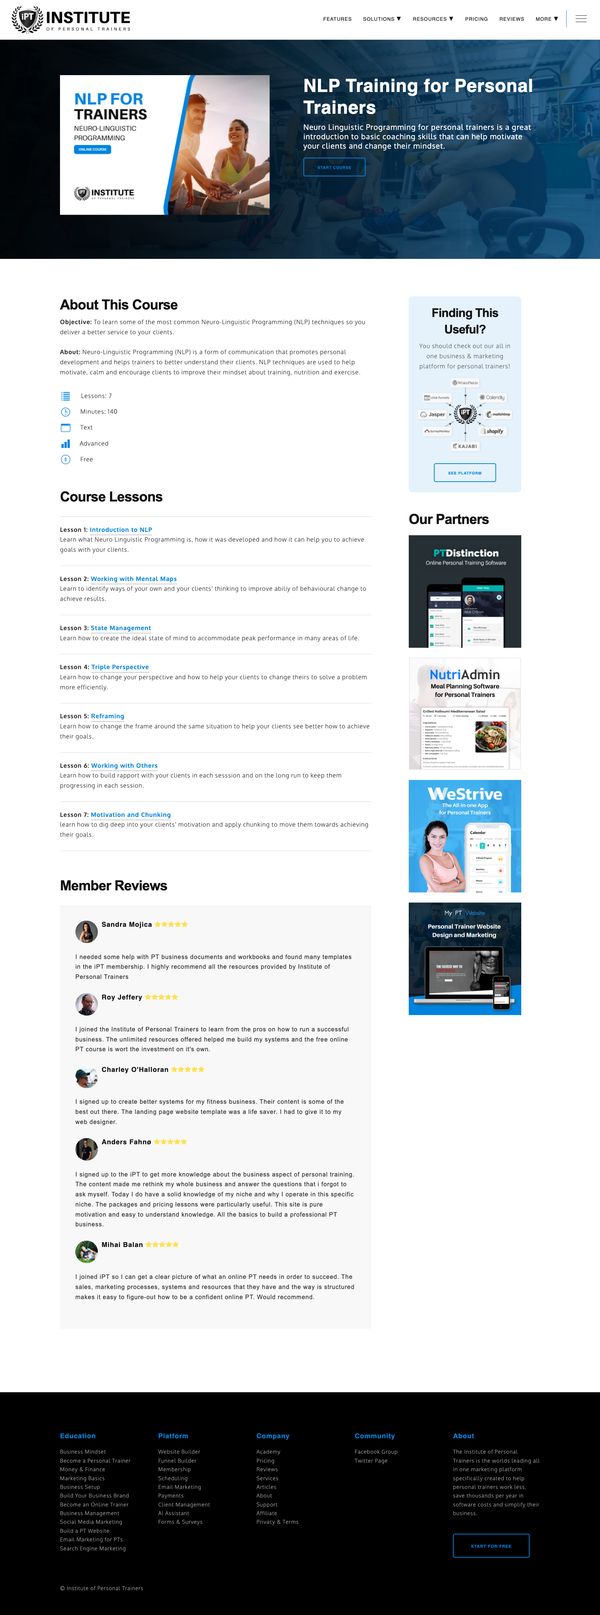 iPT INSTITUTE
OF PERSONAL TRAINERS
FEATURES SOLUTIONS ▼ RESOURCES ▼ PRICING REVIEWS MORE ▼
NLP FOR
TRAINERS
NEURO-LINGUISTIC
PROGRAMMING
ONLINE COURSE
INSTITUTE
OF PERSONAL TRAINERS
NLP Training for Personal
Trainers
Neuro Linguistic Programming for personal trainers is a great
introduction to basic coaching skills that can help motivate
your clients and change their mindset.
START COURSE
About This Course
Objective: To learn some of the most common Neuro-Linguistic Programming (NLP) techniques so you
deliver a better service to your clients.
About: Neuro-Linguistic Programming (NLP) is a form of communication that promotes personal
development and helps trainers to better understand their clients. NLP techniques are used to help
motivate, calm and encourage clients to improve their mindset about training, nutrition and exercise.
Lessons: 7
Minutes: 140
Text
Advanced
Free
Course Lessons
Lesson 1: Introduction to NLP
Learn what Neuro Linguistic Programming is, how it was developed and how it can help you to achieve
goals with your clients.
Lesson 2: Working with Mental Maps
Learn to identify ways of your own and your clients' thinking to improve abiliy of behavioural change to
achieve results.
Lesson 3: State Management
Learn how to create the ideal state of mind to accommodate peak performance in many areas of life.
Lesson 4: Triple Perspective
Learn how to change your perspective and how to help your clients to change theirs to solve a problem
more efficiently.
Lesson 5: Reframing
Learn how to change the frame around the same situation to help your clients see better how to achieve
their goals.
Lesson 6: Working with Others
Learn how to build rapport with your clients in each sesssion and on the long run to keep them
progressing in each session.
Lesson 7: Motivation and Chunking
learn how to dig deep into your clients' motivation and apply chunking to move them towards achieving
their goals.
Member Reviews
Sandra Mojica
I needed some help with PT business documents and workbooks and found many templates
in the iPT membership. I highly recommend all the resources provided by Institute of
Personal Trainers
Roy Jeffery
I joined the Institute of Personal Trainers to learn from the pros on how to run a successful
business. The unlimited resources offered helped me build my systems and the free online
PT course is wort the investment on it's own.
Charley O'Halloran
I signed up to create better systems for my fitness business. Their content is some of the
best out there. The landing page website template was a life saver. I had to give it to my
web designer.
Anders Fahnø
I signed up to the iPT to get more knowledge about the business aspect of personal training.
The content made me rethink my whole business and answer the questions that i forgot to
ask myself. Today I do have a solid knowledge of my niche and why I operate in this specific
niche. The packages and pricing lessons were particularly useful. This site is pure
motivation and easy to understand knowledge. All the basics to build a professional PT
business.
Mihai Balan
I joined iPT so I can get a clear picture of what an online PT needs in order to succeed. The
sales, marketing processes, systems and resources that they have and the way is structured
makes it easy to figure-out how to be a confident online PT. Would recommend.
Finding This
Useful?
You should check out our all in
one business & marketing
platform for personal trainers!
WordPress
Calendly
Jasper
iPT
mailchimp
SurveyMonkey
shopify
KAJABI
SEE PLATFORM
Our Partners
PTDistinction
Online Personal Training Software
NutriAdmin
Meal Planning Software
for Personal Trainers
Grilled Halloumi Mediterranean Salad
WeStrive
The All in one App
for Personal Trainers
Calendar
My PT Website
Personal Trainer Website
Design and Marketing
Education
Business Mindset
Become a Personal Trainer
Money & Finance
Marketing Basics
Business Setup
Build Your Business Brand
Become an Online Trainer
Business Management
Social Media Marketing
Build a PT Website
Email Marketing for PTs
Search Engine Marketing
Platform
Website Builder
Funnel Builder
Membership
Scheduling
Email Marketing
Payments
Client Management
AI Assistant
Forms & Surveys
Company
Academy
Pricing
Reviews
Services
Articles
About
Support
Affiliate
Privacy & Terms
Community
Facebook Group
Twitter Page
About
The Institute of Personal
Trainers is the worlds leading all
in one marketing platform
specifically created to help
personal trainers work less,
save thousands per year in
software costs and simplify their
business.
START FOR FREE
© Institute of Personal Trainers